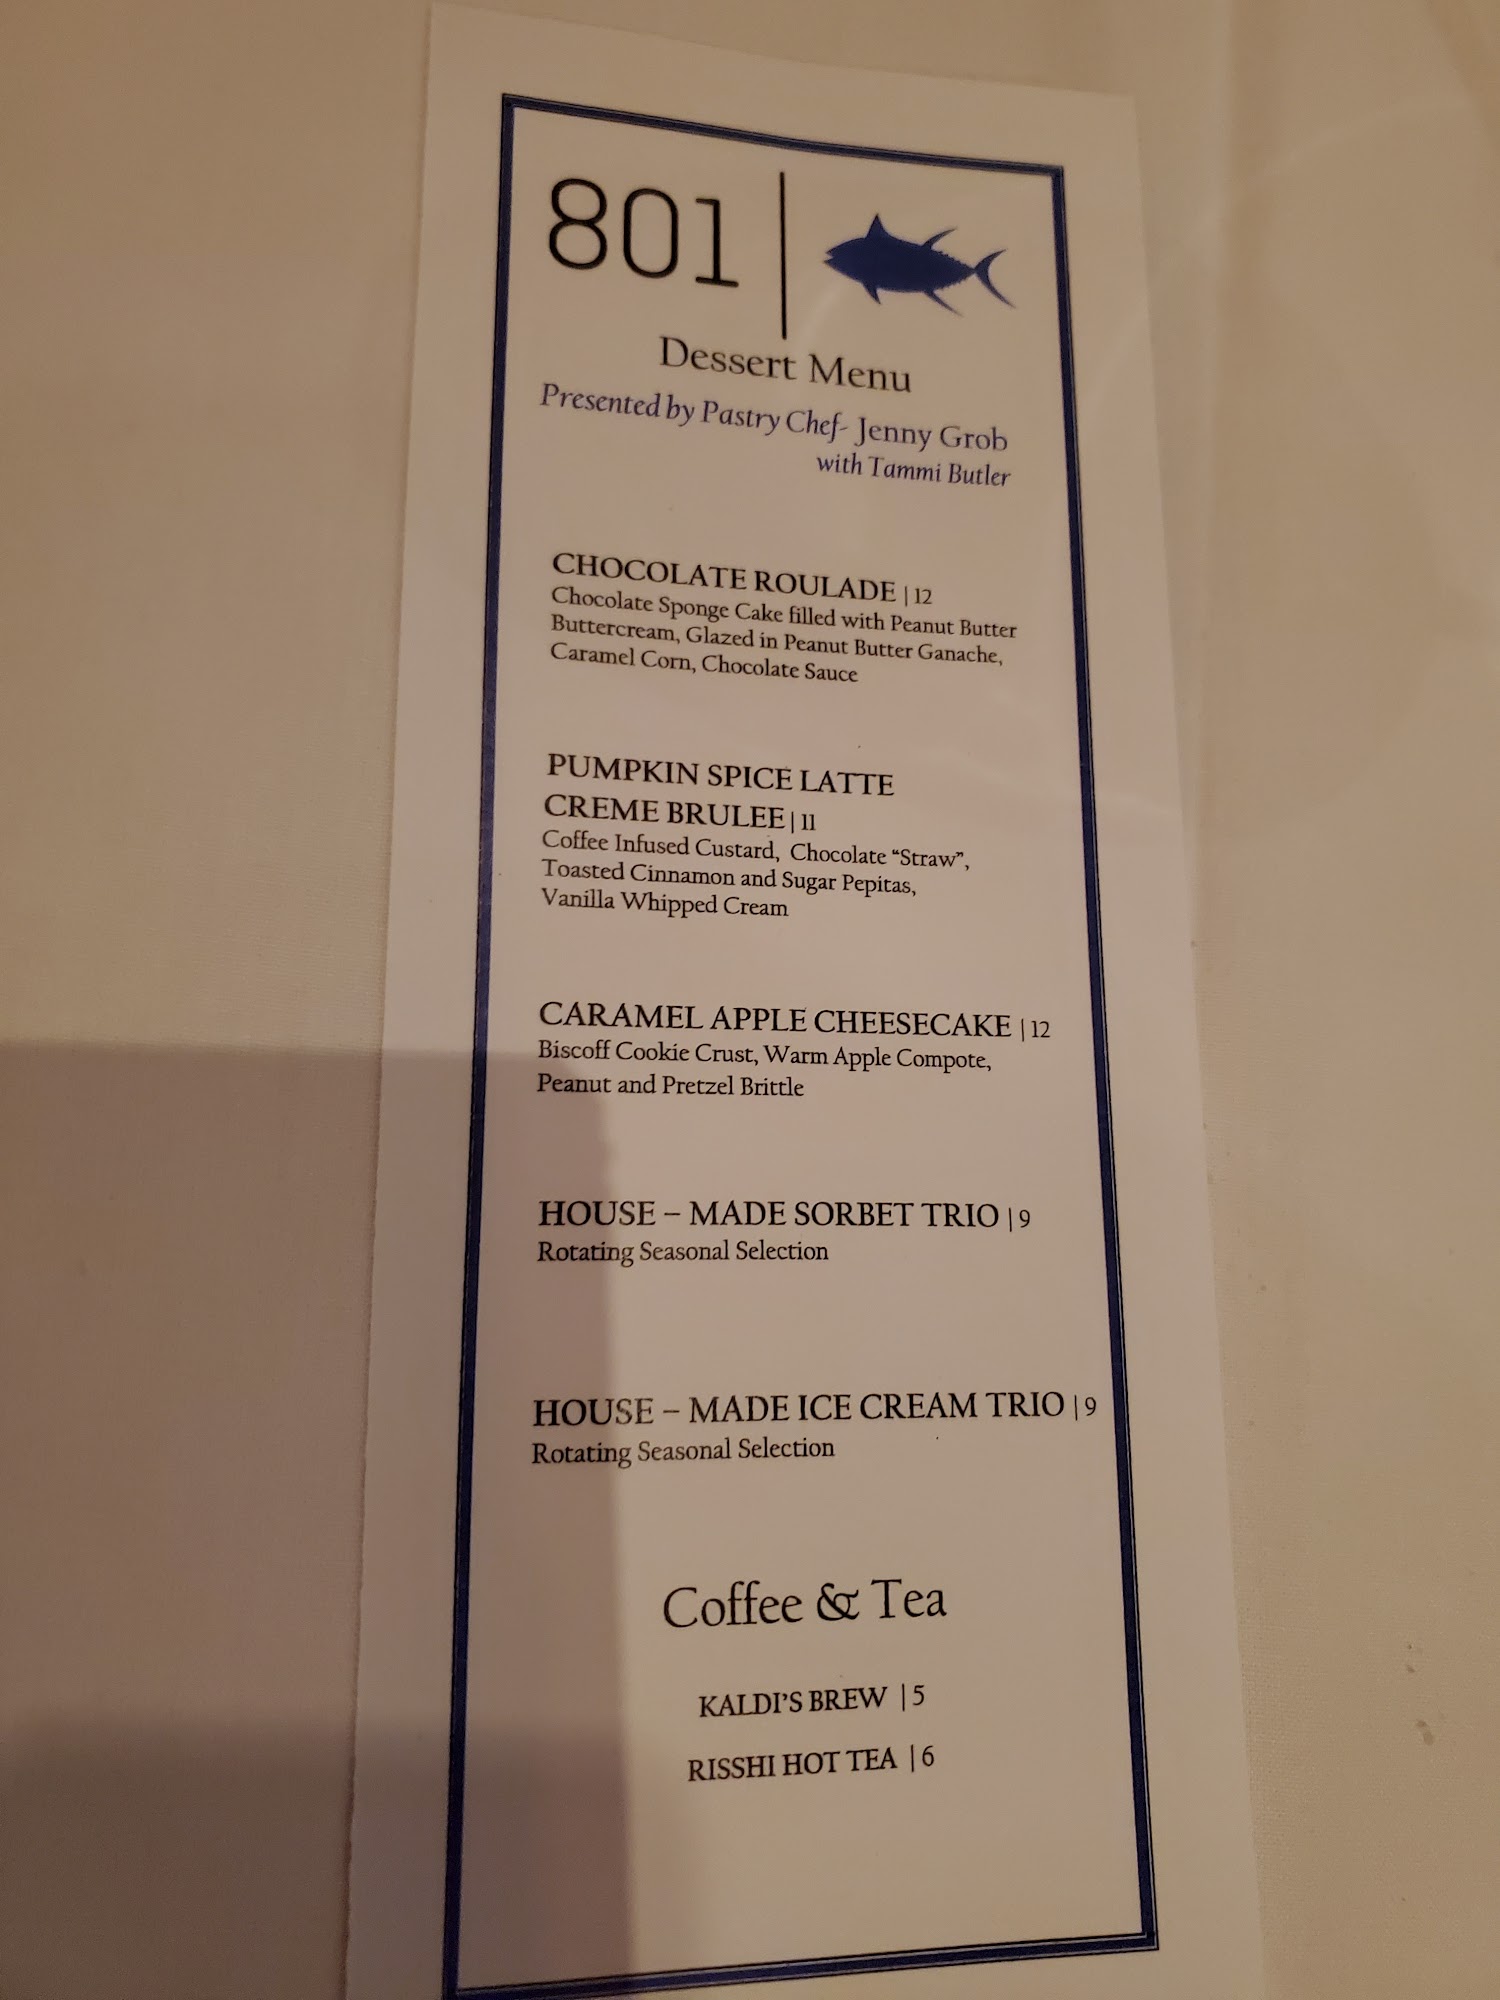 801
Dessert Menu
Presented by Pastry Chef- Jenny Grob
with Tammi Butler
CHOCOLATE ROULADE | 12
Chocolate Sponge Cake filled with Peanut Butter
Buttercream, Glazed in Peanut Butter Ganache,
Caramel Corn, Chocolate Sauce
PUMPKIN SPICE LATTE
CREME BRULEE | 11
Coffee Infused Custard, Chocolate “Straw”,
Toasted Cinnamon and Sugar Pepitas,
Vanilla Whipped Cream
CARAMEL APPLE CHEESECAKE | 12
Biscoff Cookie Crust, Warm Apple Compote,
Peanut and Pretzel Brittle
HOUSE – MADE SORBET TRIO | 9
Rotating Seasonal Selection
HOUSE – MADE ICE CREAM TRIO | 9
Rotating Seasonal Selection
Coffee & Tea
KALDI'S BREW | 5
RISSHI HOT TEA | 6